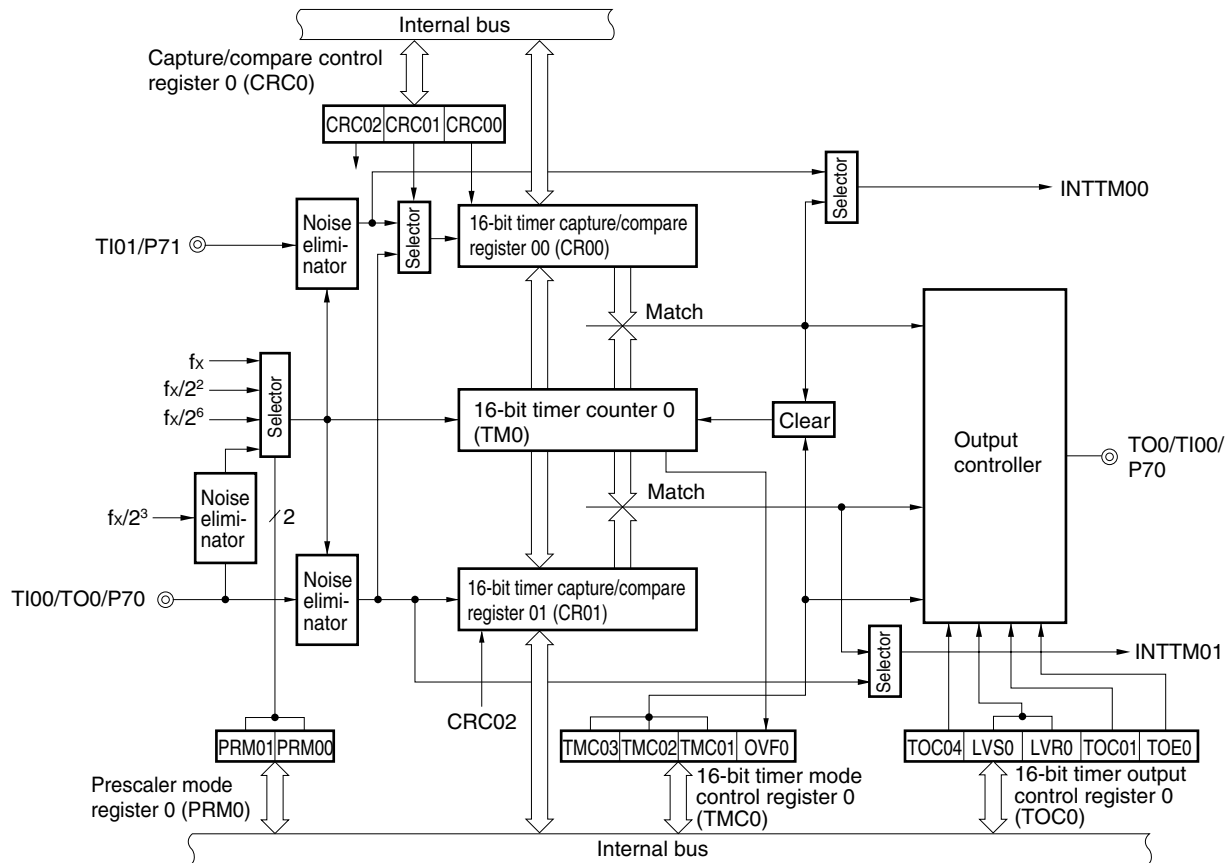 Internal bus
Capture/compare control
register 0 (CRC0)
CRC02 CRC01 CRC00
Selector
INTTM00
TI01/P71
Noise
elimi-
nator
Selector
16-bit timer capture/compare
register 00 (CR00)
Match
fx
fx/2²
fx/2⁶
Selector
16-bit timer counter 0
(TM0)
Clear
Output
controller
TO0/TI00/
P70
fx/2³
Noise
elimi-
nator
2
Match
TI00/TO0/P70
Noise
elimi-
nator
16-bit timer capture/compare
register 01 (CR01)
Selector
INTTM01
CRC02
PRM01 PRM00
TMC03 TMC02 TMC01 OVF0
TOC04 LVS0 LVR0 TOC01 TOE0
Prescaler mode
register 0 (PRM0)
16-bit timer mode
control register 0
(TMC0)
16-bit timer output
control register 0
(TOC0)
Internal bus